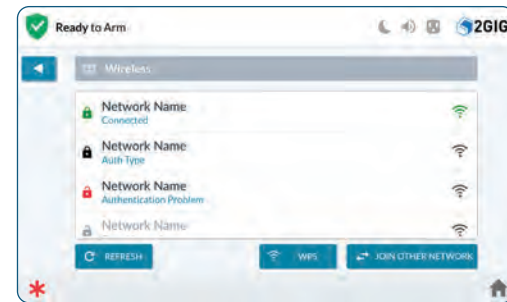 Ready to Arm
2GIG
Wireless
Network Name
Connected
Network Name
Auth Type
Network Name
Authentication Problem
Network Name
REFRESH
WPS
JOIN OTHER NETWORK